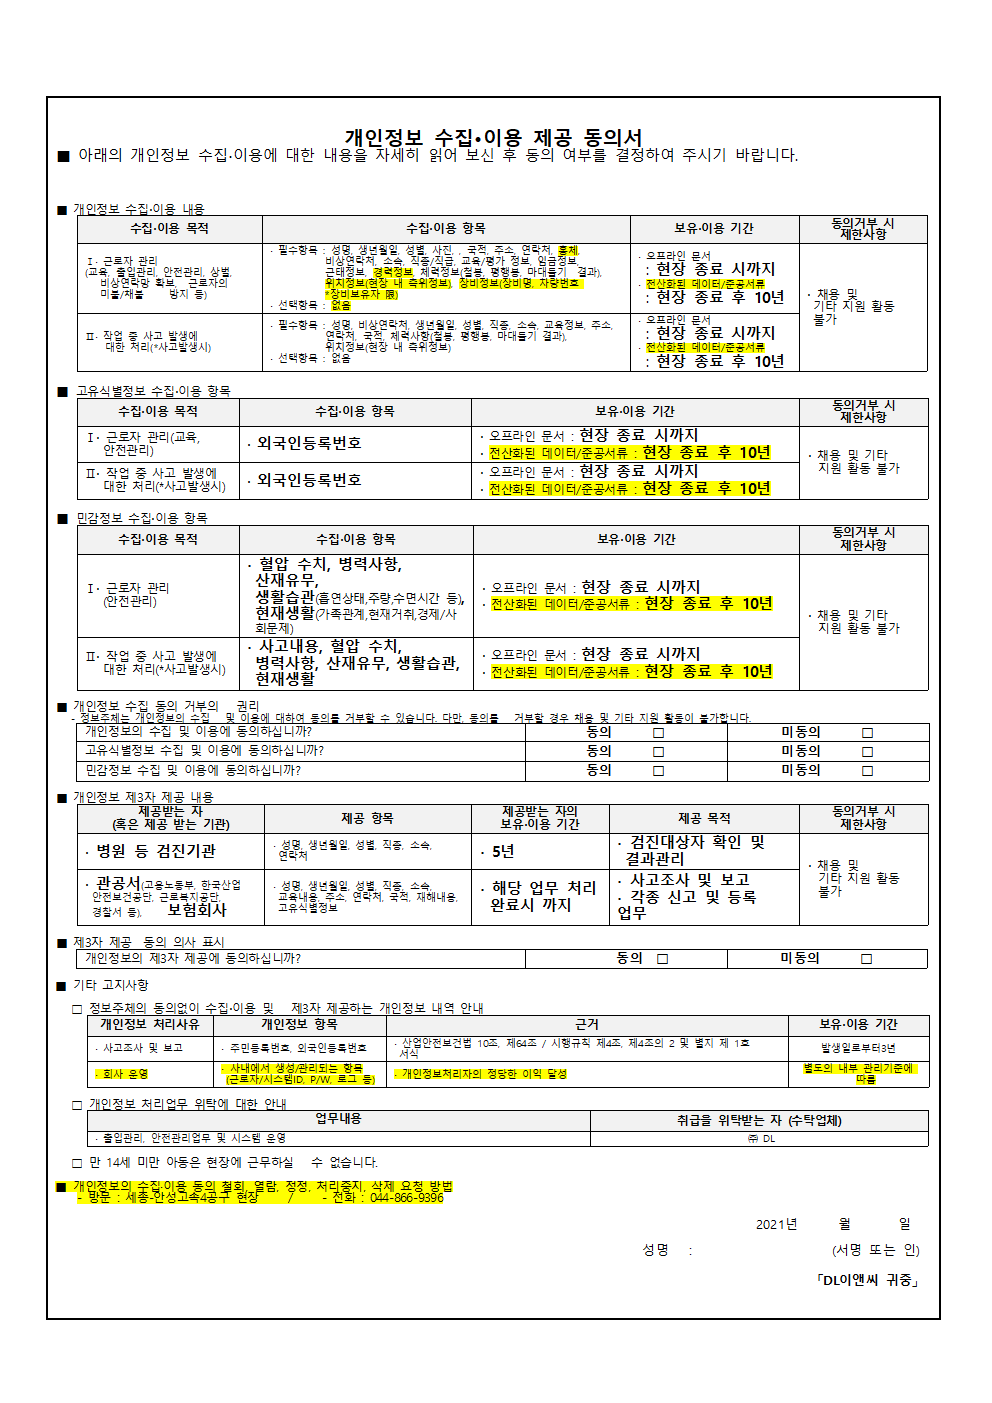 개인정보 수집·이용 제공 동의서
■ 아래의 개인정보 수집·이용에 대한 내용을 자세히 읽어 보신 후 동의 여부를 결정하여 주시기 바랍니다.
■ 개인정보 수집·이용 내용
수집·이용 목적
수집·이용 항목
보유·이용 기간
동의거부 시
제한사항
Ⅰ· 근로자 관리
(교육, 출입관리, 안전관리, 상벌,
비상연락망 확보, 근로자의
미불/체불 방지 등)
· 필수항목 : 성명, 생년월일, 성별, 사진, , 국적, 주소, 연락처, 홍체,
비상연락처, 소속, 직종/직급, 교육/평가 정보, 임금정보,
근태정보, 경력정보, 체력정보(철봉, 평행봉, 마대들기 결과),
위치정보(현장 내 측위정보), 장비정보(장비명, 차량번호
*장비보유자 限)
· 선택항목 : 없음
· 오프라인 문서
: 현장 종료 시까지
· 전산화된 데이터/준공서류
: 현장 종료 후 10년
· 채용 및
기타 지원 활동
불가
Ⅱ· 작업 중 사고 발생에
대한 처리(*사고발생시)
· 필수항목 : 성명, 비상연락처, 생년월일, 성별, 직종, 소속, 교육정보, 주소,
연락처, 국적, 체력사항(철봉, 평행봉, 마대들기 결과),
위치정보(현장 내 측위정보)
· 선택항목 : 없음
· 오프라인 문서
: 현장 종료 시까지
· 전산화된 데이터/준공서류
: 현장 종료 후 10년
■ 고유식별정보 수집·이용 항목
수집·이용 목적
수집·이용 항목
보유·이용 기간
동의거부 시
제한사항
Ⅰ· 근로자 관리(교육,
안전관리)
· 외국인등록번호
· 오프라인 문서 : 현장 종료 시까지
· 전산화된 데이터/준공서류 : 현장 종료 후 10년
· 채용 및 기타
지원 활동 불가
Ⅱ· 작업 중 사고 발생에
대한 처리(*사고발생시)
· 외국인등록번호
· 오프라인 문서 : 현장 종료 시까지
· 전산화된 데이터/준공서류 : 현장 종료 후 10년
■ 민감정보 수집·이용 항목
수집·이용 목적
수집·이용 항목
보유·이용 기간
동의거부 시
제한사항
Ⅰ· 근로자 관리
(안전관리)
· 혈압 수치, 병력사항,
산재유무,
생활습관(흡연상태,주량,수면시간 등),
현재생활(가족관계,현재거취,경제/사
회문제)
· 오프라인 문서 : 현장 종료 시까지
· 전산화된 데이터/준공서류 : 현장 종료 후 10년
· 채용 및 기타
지원 활동 불가
Ⅱ· 작업 중 사고 발생에
대한 처리(*사고발생시)
· 사고내용, 혈압 수치,
병력사항, 산재유무, 생활습관,
현재생활
· 오프라인 문서 : 현장 종료 시까지
· 전산화된 데이터/준공서류 : 현장 종료 후 10년
■ 개인정보 수집 동의 거부의 권리
- 정보주체는 개인정보의 수집 및 이용에 대하여 동의를 거부할 수 있습니다. 다만, 동의를 거부할 경우 채용 및 기타 지원 활동이 불가합니다.
개인정보의 수집 및 이용에 동의하십니까? 동의 □ 미동의 □
고유식별정보 수집 및 이용에 동의하십니까? 동의 □ 미동의 □
민감정보 수집 및 이용에 동의하십니까? 동의 □ 미동의 □
■ 개인정보 제3자 제공 내용
제공받는 자
(혹은 제공 받는 기관)
제공 항목
제공받는 자의
보유·이용 기간
제공 목적
동의거부 시
제한사항
· 병원 등 검진기관
· 성명, 생년월일, 성별, 직종, 소속,
연락처
· 5년
· 검진대상자 확인 및
결과관리
· 채용 및
기타 지원 활동
불가
· 관공서(고용노동부, 한국산업
안전보건공단, 근로복지공단,
경찰서 등), 보험회사
· 성명, 생년월일, 성별, 직종, 소속,
교육내용, 주소, 연락처, 국적, 재해내용,
고유식별정보
· 해당 업무 처리
완료시 까지
· 사고조사 및 보고
· 각종 신고 및 등록
업무
■ 제3자 제공 동의 의사 표시
개인정보의 제3자 제공에 동의하십니까? 동의 □ 미동의 □
■ 기타 고지사항
□ 정보주체의 동의없이 수집·이용 및 제3자 제공하는 개인정보 내역 안내
개인정보 처리사유
개인정보 항목
근거
보유·이용 기간
· 사고조사 및 보고
· 주민등록번호, 외국인등록번호
· 산업안전보건법 10조, 제64조 / 시행규칙 제4조, 제4조의 2 및 별지 제 1호
서식
발생일로부터3년
· 회사 운영
· 사내에서 생성/관리되는 항목
(근로자/시스템ID, P/W, 로그 등)
· 개인정보처리자의 정당한 이익 달성
별도의 내부 관리기준에
따름
□ 개인정보 처리업무 위탁에 대한 안내
업무내용
취급을 위탁받는 자 (수탁업체)
· 출입관리, 안전관리업무 및 시스템 운영
㈜ DL
□ 만 14세 미만 아동은 현장에 근무하실 수 없습니다.
■ 개인정보의 수집·이용 동의 철회, 열람, 정정, 처리중지, 삭제 요청 방법
- 방문 : 세종-안성고속4공구 현장 / - 전화 : 044-866-9396
2021년 월 일
성명 : (서명 또는 인)
「DL이앤씨 귀중」